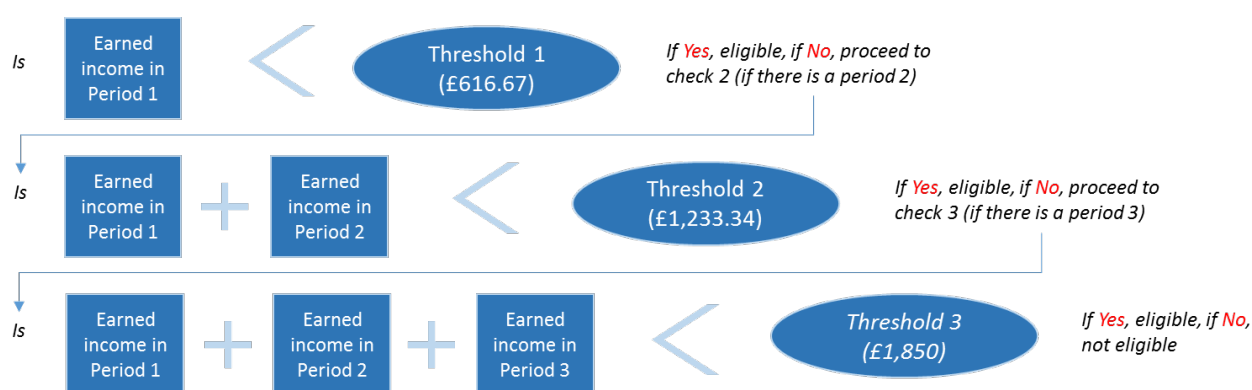 Is
Earned
income in
Period 1
<
Threshold 1
(£616.67)
If Yes, eligible, if No, proceed to
check 2 (if there is a period 2)
Is
Earned
income in
Period 1
+
Earned
income in
Period 2
<
Threshold 2
(£1,233.34)
If Yes, eligible, if No, proceed to
check 3 (if there is a period 3)
Is
Earned
income in
Period 1
+
Earned
income in
Period 2
+
Earned
income in
Period 3
<
Threshold 3
(£1,850)
If Yes, eligible, if No,
not eligible